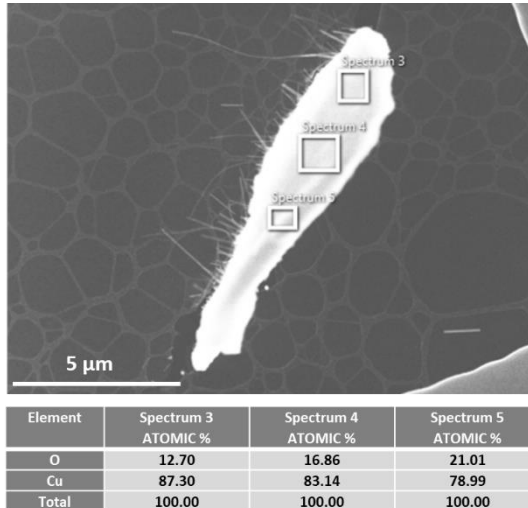 Spectrum 3
Spectrum 4
Spectrum 5
5 µm
Element Spectrum 3 Spectrum 4 Spectrum 5
ATOMIC % ATOMIC % ATOMIC %
O 12.70 16.86 21.01
Cu 87.30 83.14 78.99
Total 100.00 100.00 100.00